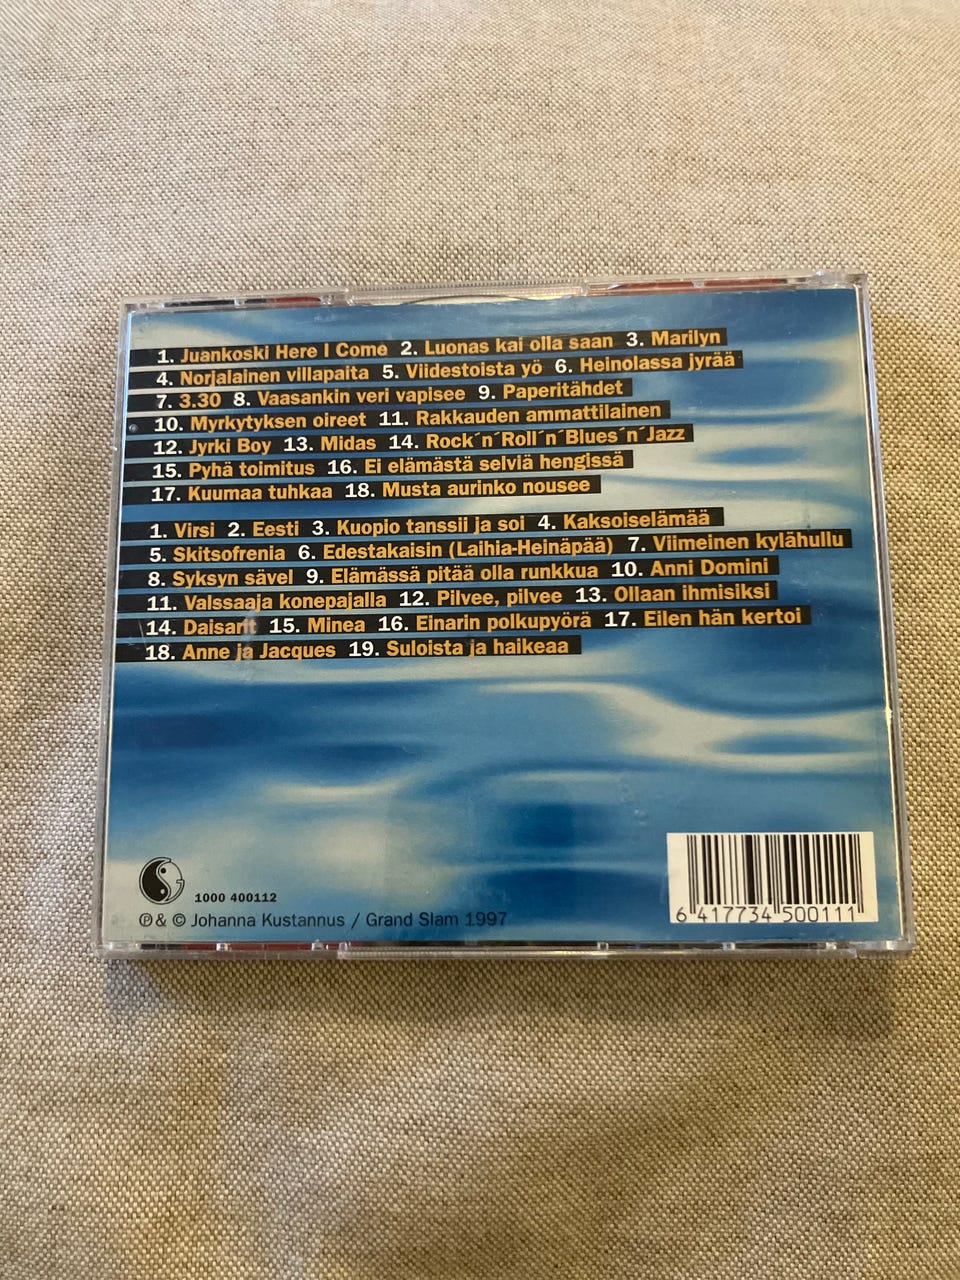 1. Juankoski Here I Come 2. Luonas kai olla saan 3. Marilyn
4. Norjalainen villapaita 5. Viidestoista yö 6. Heinolassa jyrää
7. 3.30 8. Vaasankin veri vapisee 9. Paperitähdet
10. Myrkytyksen oireet 11. Rakkauden ammattilainen
12. Jyrki Boy 13. Midas 14. Rock´n´Roll´n´Blues´n´Jazz
15. Pyhä toimitus 16. Ei elämästä selviä hengissä
17. Kuumaa tuhkaa 18. Musta aurinko nousee
1. Virsi 2. Eesti 3. Kuopio tanssii ja soi 4. Kaksoiselämää
5. Skitsofrenia 6. Edestakaisin (Laihia-Heinäpää) 7. Viimeinen kylähullu
8. Syksyn sävel 9. Elämässä pitää olla runkkua 10. Anni Domini
11. Valssaaja konepajalla 12. Pilvee, pilvee 13. Ollaan ihmisiksi
14. Daisarit 15. Minea 16. Einarin polkupyörä 17. Eilen hän kertoi
18. Anne ja Jacques 19. Suloista ja haikeaa
1000 400112
℗ & © Johanna Kustannus / Grand Slam 1997
6 417734 500111